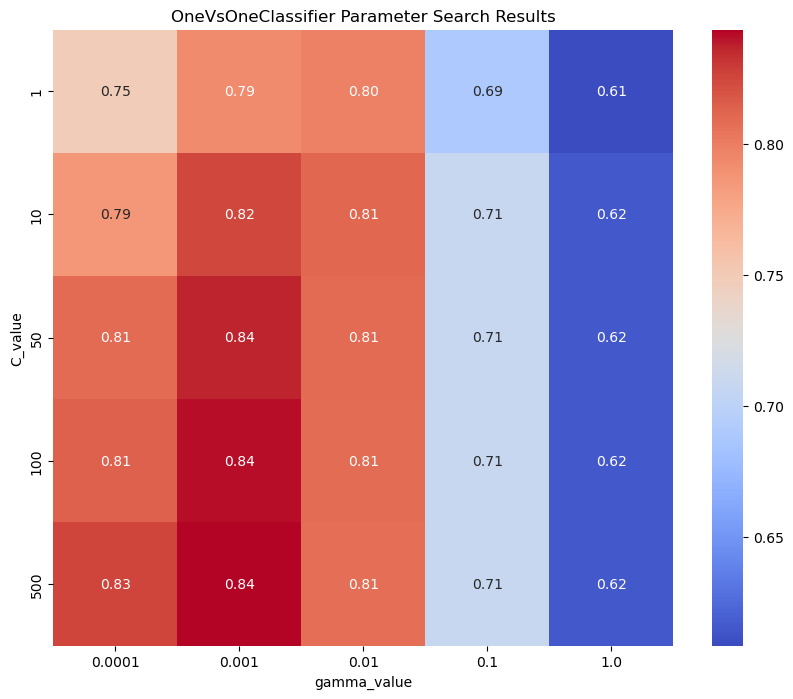 OneVsOneClassifier Parameter Search Results
1 0.75 0.79 0.80 0.69 0.61
10 0.79 0.82 0.81 0.71 0.62
50 0.81 0.84 0.81 0.71 0.62
100 0.81 0.84 0.81 0.71 0.62
500 0.83 0.84 0.81 0.71 0.62
C_value
0.0001 0.001 0.01 0.1 1.0
gamma_value
0.80
0.75
0.70
0.65